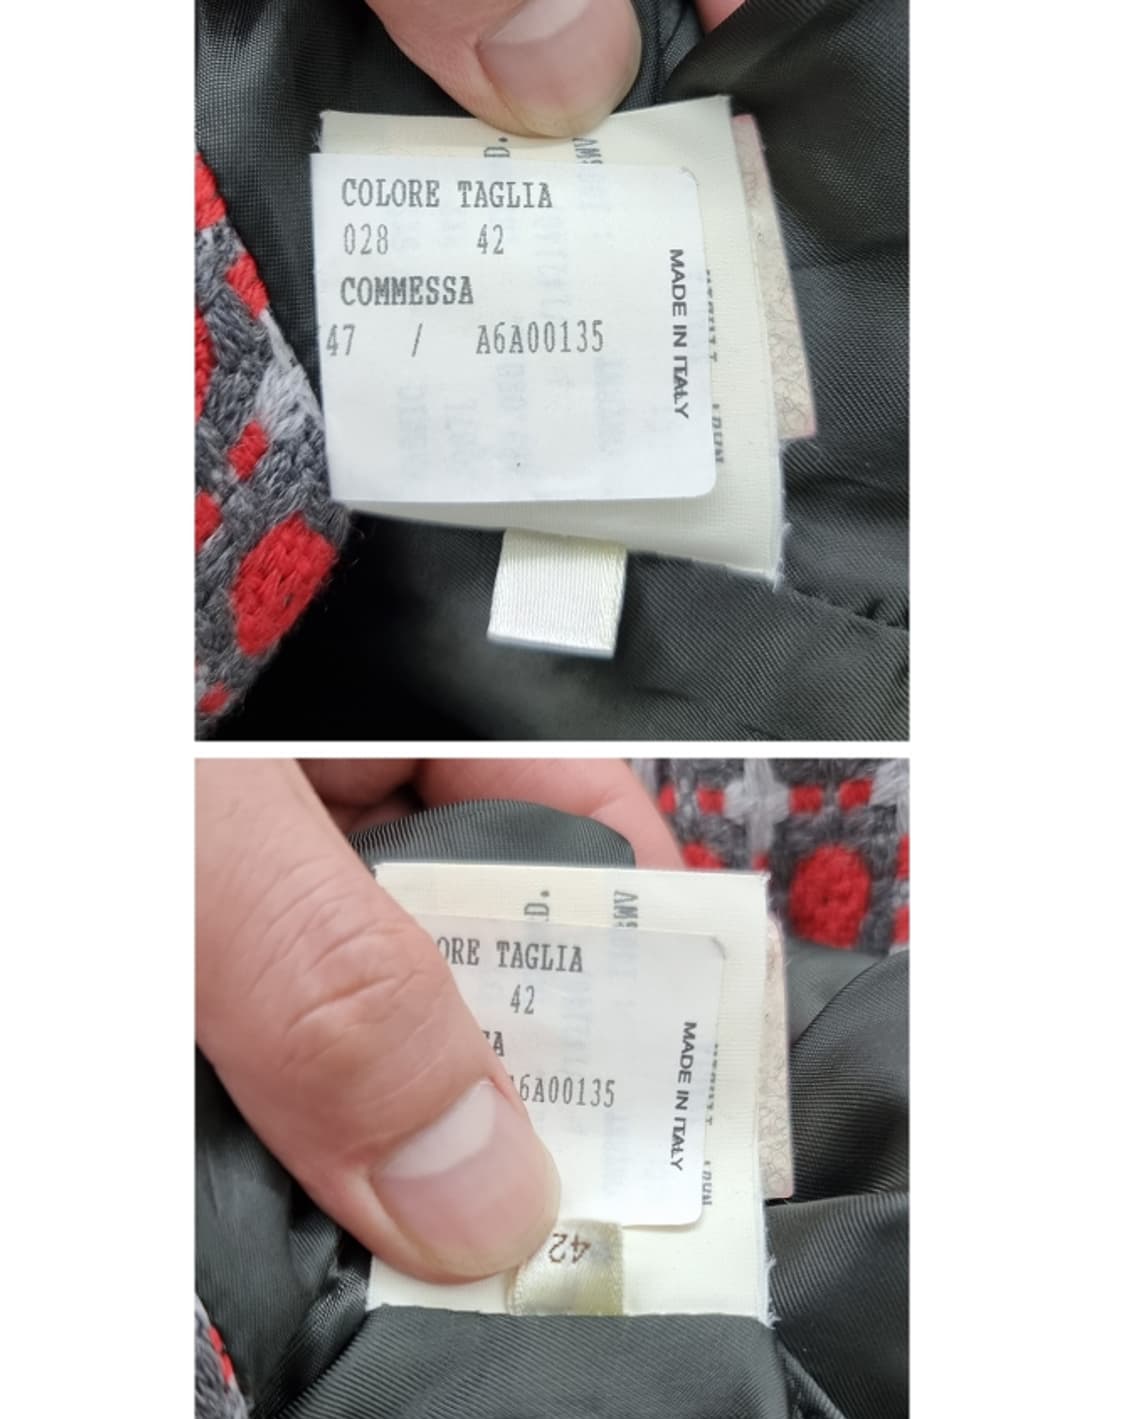 COLORE TAGLIA
028 42
COMMESSA
47 / A6A00135
MADE IN ITALY
ORE TAGLIA
42
A
6A00135
MADE IN ITALY
42